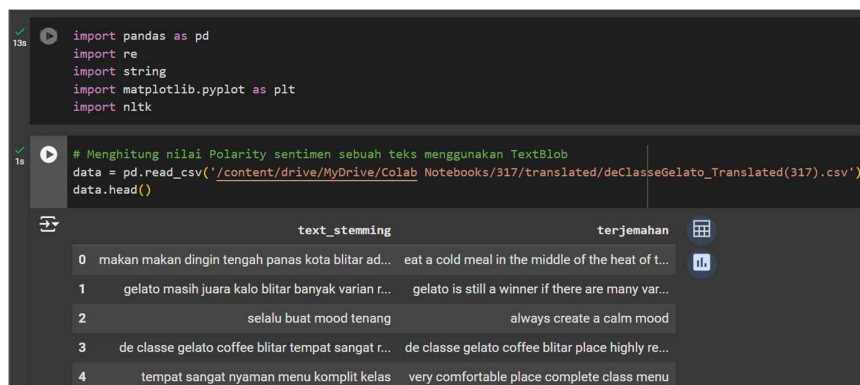 13s
import pandas as pd
import re
import string
import matplotlib.pyplot as plt
import nltk
1s
# Menghitung nilai Polarity sentimen sebuah teks menggunakan TextBlob
data = pd.read_csv('/content/drive/MyDrive/Colab Notebooks/317/translated/deClasseGelato_Translated(317).csv')
data.head()
text_stemming terjemahan
0 makan makan dingin tengah panas kota blitar ad... eat a cold meal in the middle of the heat of t...
1 gelato masih juara kalo blitar banyak varian r... gelato is still a winner if there are many var...
2 selalu buat mood tenang always create a calm mood
3 de classe gelato coffee blitar tempat sangat r... de classe gelato coffee blitar place highly re...
4 tempat sangat nyaman menu komplit kelas very comfortable place complete class menu